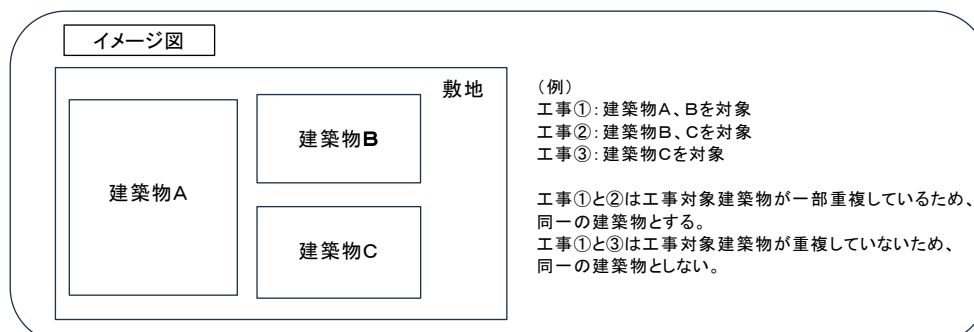 イメージ図
敷地
建築物A
建築物B
建築物C
（例）
工事①：建築物A、Bを対象
工事②：建築物B、Cを対象
工事③：建築物Cを対象
工事①と②は工事対象建築物が一部重複しているため、
同一の建築物とする。
工事①と③は工事対象建築物が重複していないため、
同一の建築物としない。